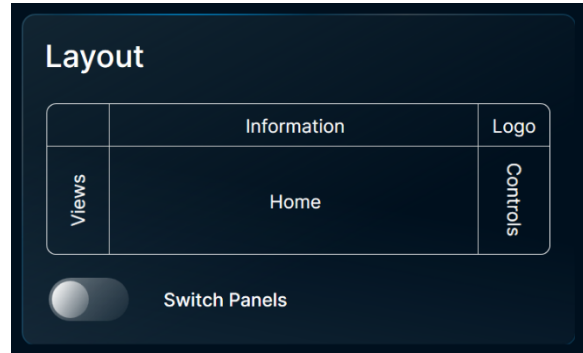 Layout
Information
Logo
Views
Home
Controls
Switch Panels